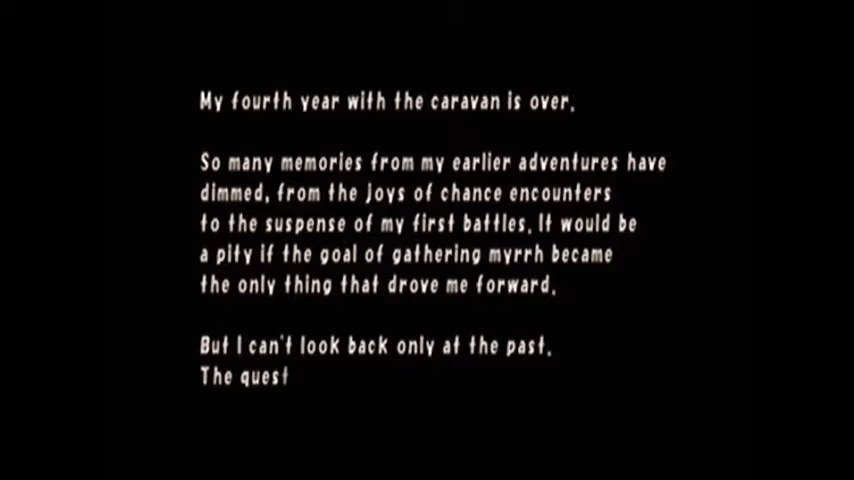 My fourth year with the caravan is over.
So many memories from my earlier adventures have
dimmed, from the joys of chance encounters
to the suspense of my first battles. It would be
a pity if the goal of gathering myrrh became
the only thing that drove me forward.
But I can't look back only at the past.
The quest